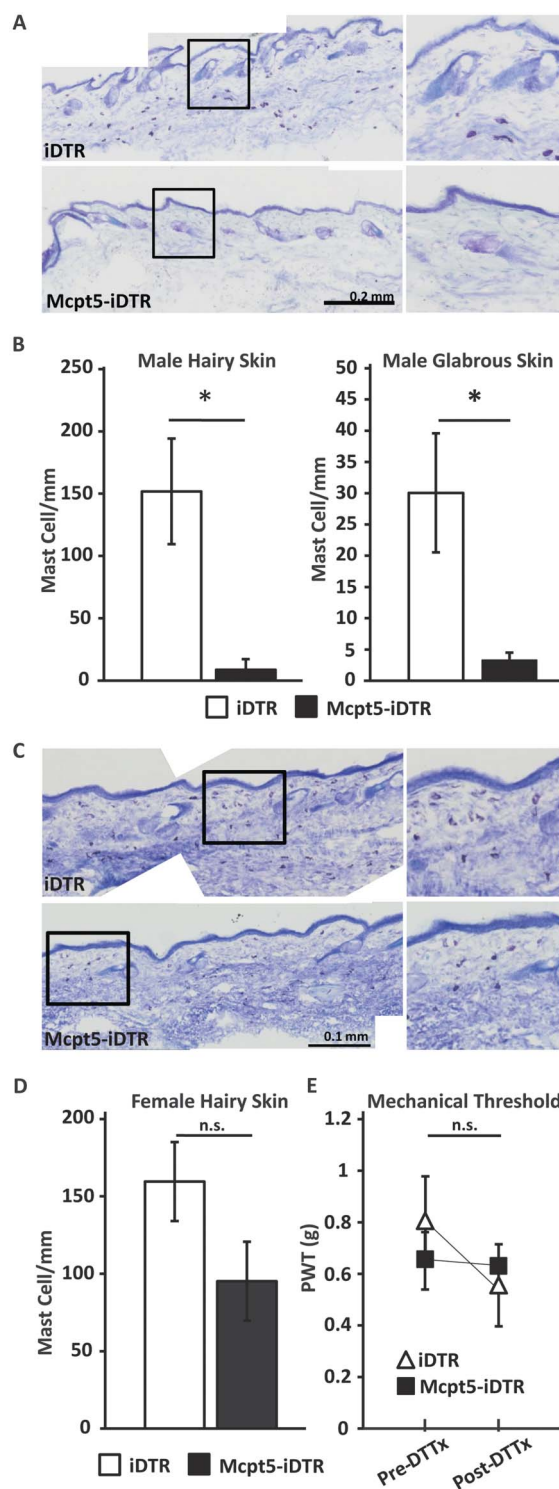 A
iDTR
Mcpt5-iDTR
0.2 mm
B
Male Hairy Skin
Male Glabrous Skin
Mast Cell/mm
250
200
150
100
50
0
*
Mast Cell/mm
50
45
40
35
30
25
20
15
10
5
0
*
iDTR Mcpt5-iDTR
C
iDTR
Mcpt5-iDTR
0.1 mm
D
Female Hairy Skin
Mast Cell/mm
200
150
100
50
0
n.s.
iDTR Mcpt5-iDTR
E
Mechanical Threshold
PWT (g)
1.2
1
0.8
0.6
0.4
0.2
0
n.s.
iDTR
Mcpt5-iDTR
Pre-DTTx
Post-DTTx